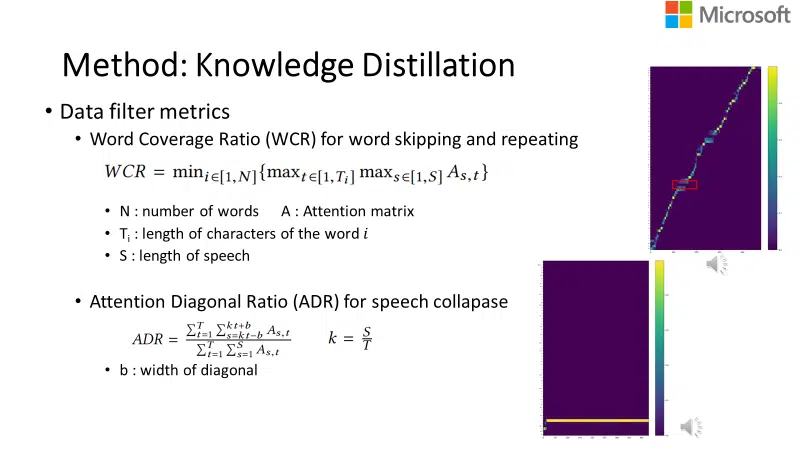 Microsoft
Method: Knowledge Distillation
• Data filter metrics
• Word Coverage Ratio (WCR) for word skipping and repeating
WCR = min_{i∈[1,N]}{max_{t∈[1,T_i]} max_{s∈[1,S]} A_{s,t}}
• N : number of words A : Attention matrix
• T_i : length of characters of the word i
• S : length of speech
• Attention Diagonal Ratio (ADR) for speech collapase
ADR = \frac{\sum_{t=1}^{T} \sum_{s=kt-b}^{kt+b} A_{s,t}}{\sum_{t=1}^{T} \sum_{s=1}^{S} A_{s,t}} k = \frac{S}{T}
• b : width of diagonal